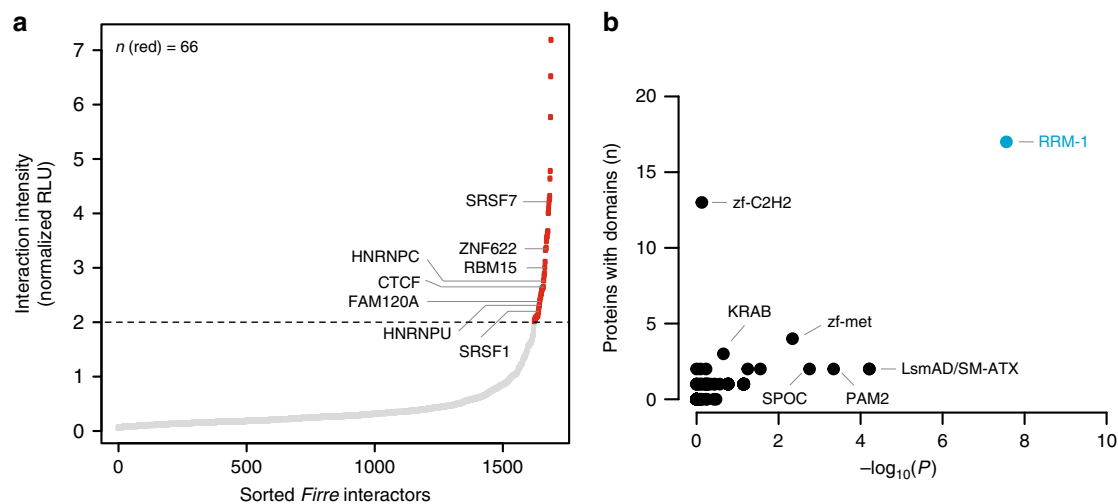 a
n (red) = 66
Interaction intensity
(normalized RLU)
7
6
5
4
3
2
1
0
SRSF7
ZNF622
HNRNPC
RBM15
CTCF
FAM120A
HNRNPU
SRSF1
0
500
1000
1500
Sorted Firre interactors
b
Proteins with domains (n)
20
15
10
5
0
RRM-1
zf-C2H2
KRAB
zf-met
LsmAD/SM-ATX
SPOC
PAM2
0
2
4
6
8
10
–log10(P)